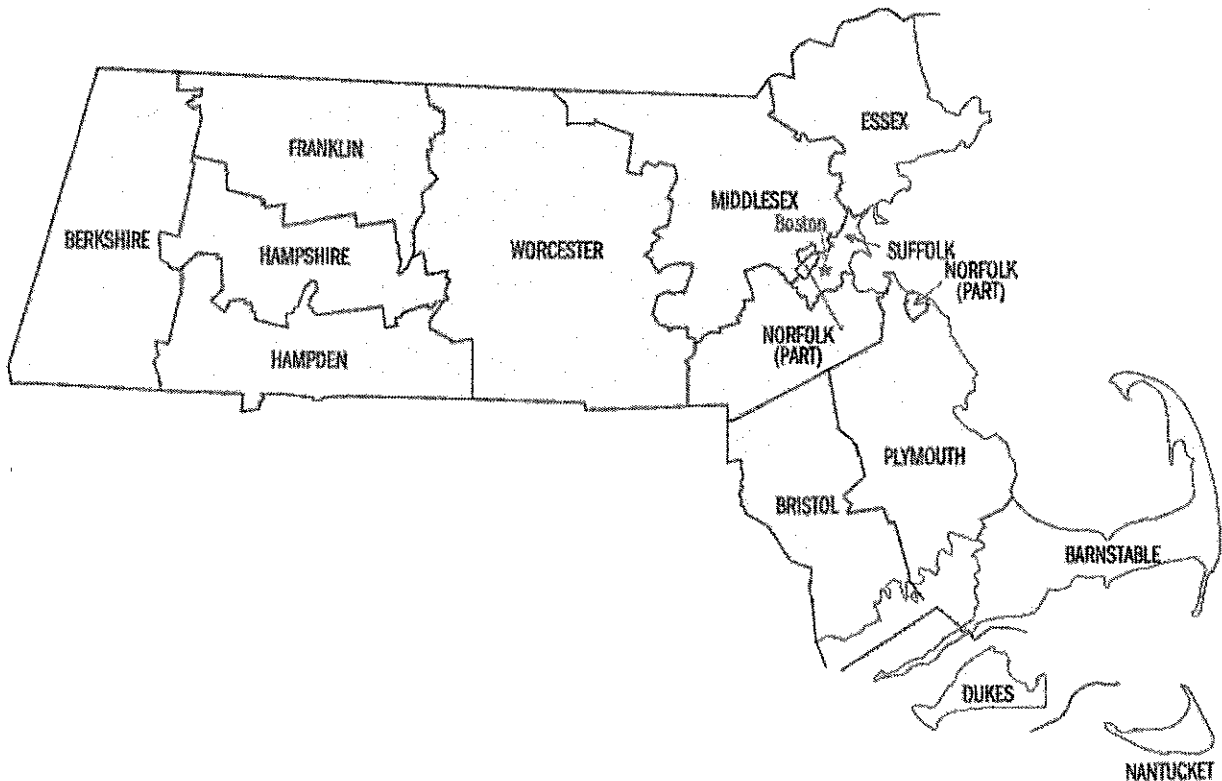 ESSEX
FRANKLIN
MIDDLESEX
Boston
BERKSHIRE
HAMPSHIRE
WORCESTER
SUFFOLK
NORFOLK
(PART)
NORFOLK
(PART)
HAMPDEN
PLYMOUTH
BRISTOL
BARNSTABLE
DUKES
NANTUCKET